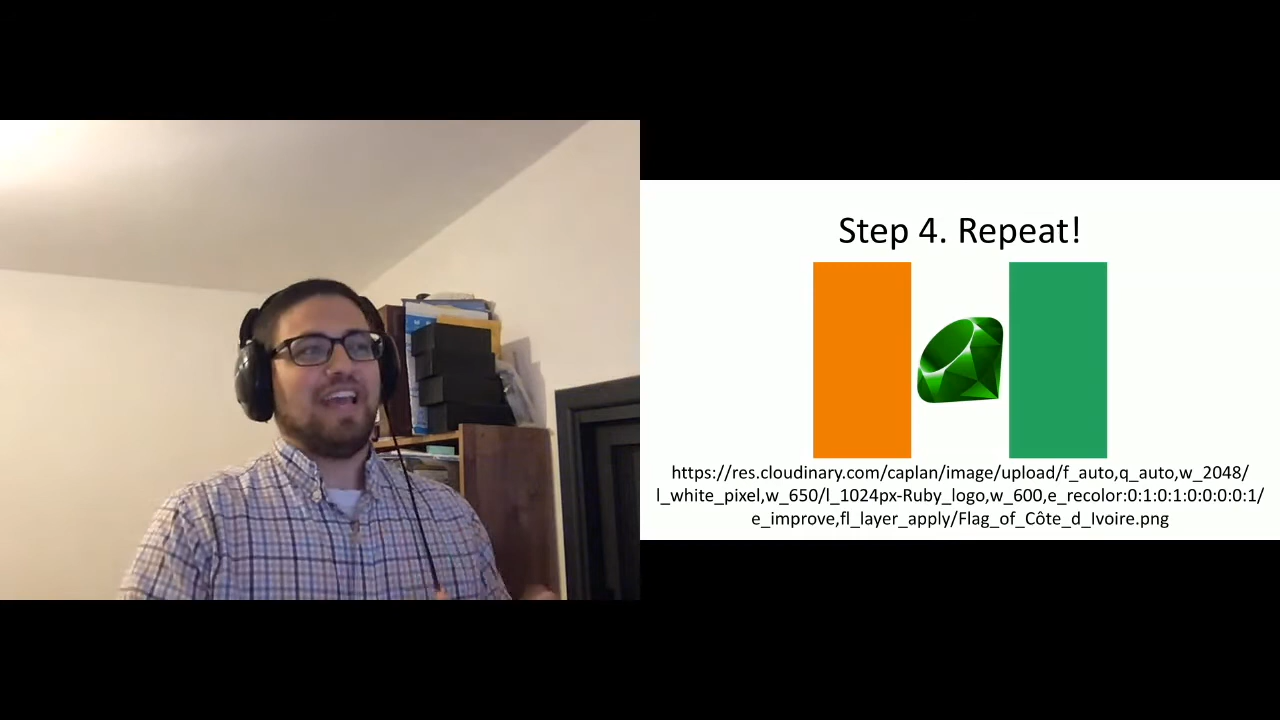 Step 4. Repeat!
https://res.cloudinary.com/caplan/image/upload/f_auto,q_auto,w_2048/
l_white_pixel,w_650/l_1024px-Ruby_logo,w_600,e_recolor:0:1:0:1:0:0:0:0:1/
e_improve,fl_layer_apply/Flag_of_Côte_d_Ivoire.png